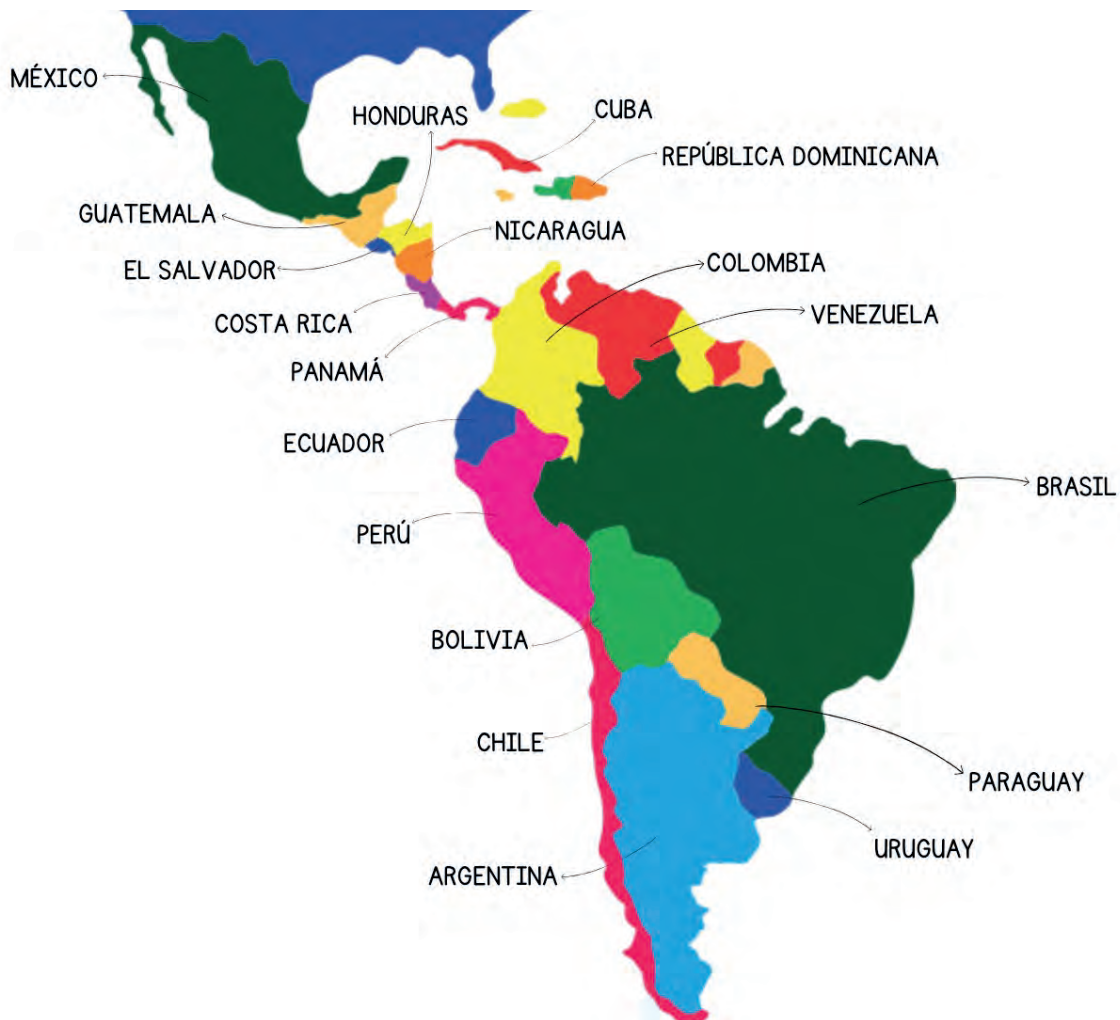 MÉXICO
HONDURAS
CUBA
REPÚBLICA DOMINICANA
GUATEMALA
NICARAGUA
EL SALVADOR
COLOMBIA
COSTA RICA
VENEZUELA
PANAMÁ
ECUADOR
BRASIL
PERÚ
BOLIVIA
CHILE
PARAGUAY
URUGUAY
ARGENTINA